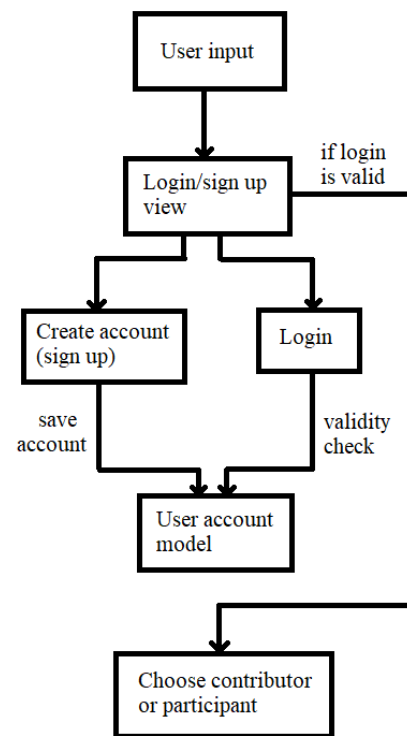 User input
if login
is valid
Login/sign up
view
Create account
(sign up)
Login
save
account
validity
check
User account
model
Choose contributor
or participant